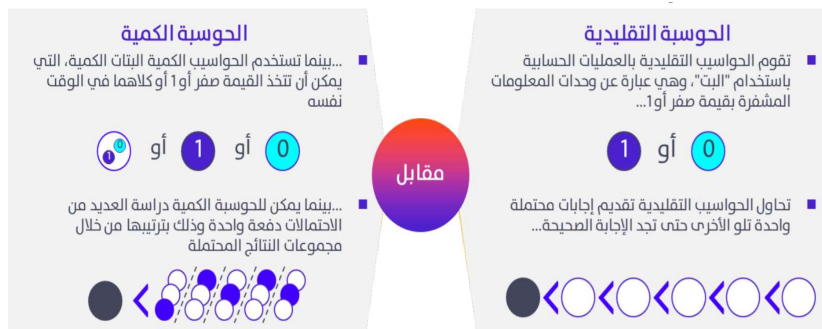 الحوسبة التقليدية
تقوم الحواسيب التقليدية بالعمليات الحسابية
باستخدام "البت"، وهي عبارة عن وحدات المعلومات
المشفرة بقيمة صفر أو1...
0 أو 1
تحاول الحواسيب التقليدية تقديم إجابات محتملة
واحدة تلو الأخرى حتى تجد الإجابة الصحيحة...
مقابل
الحوسبة الكمية
...بينما تستخدم الحواسيب الكمية البتات الكمية، التي
يمكن أن تتخذ القيمة صفر أو1 أو كلاهما في الوقت
نفسه
0 أو 1 أو 0 1
...بينما يمكن للحوسبة الكمية دراسة العديد من
الاحتمالات دفعة واحدة وذلك بترتيبها من خلال
مجموعات النتائج المحتملة